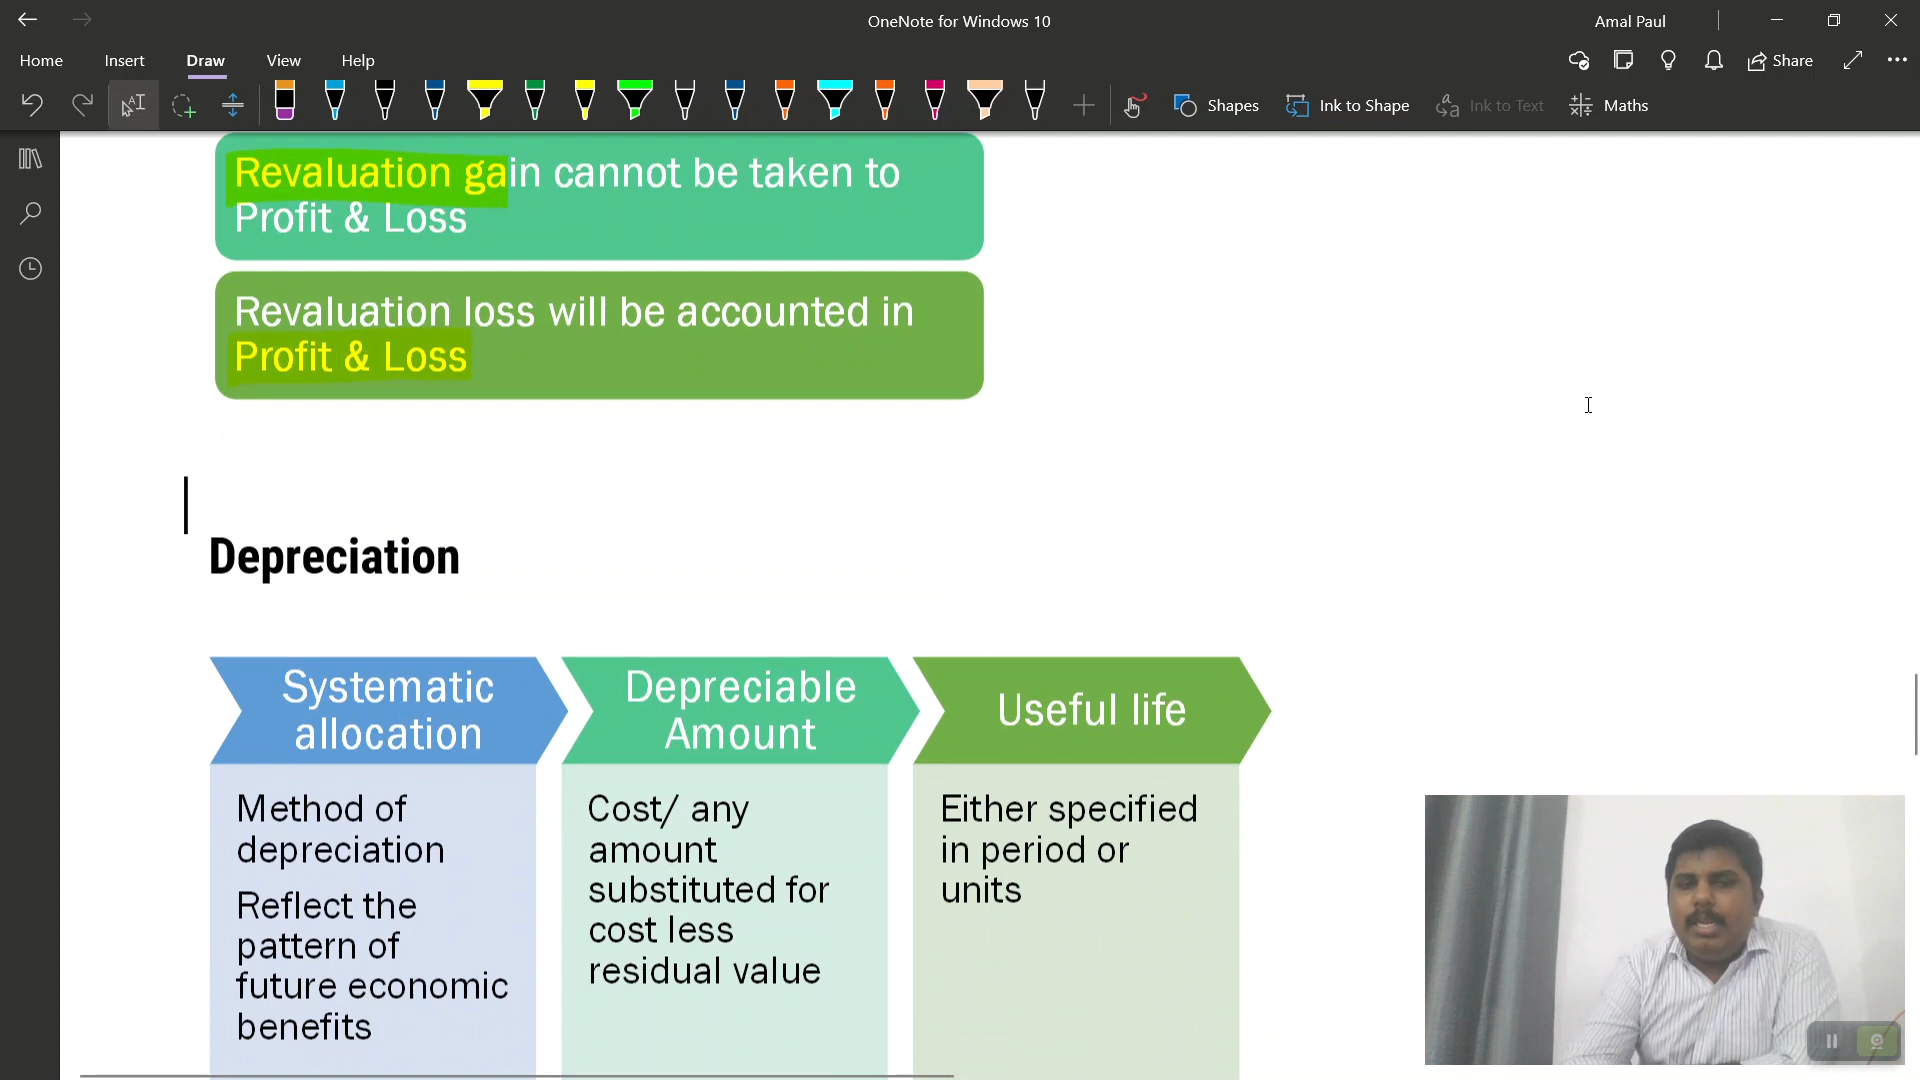 OneNote for Windows 10
Amal Paul
Home Insert Draw View Help
Share
Shapes
Ink to Shape
Ink to Text
Maths
Revaluation gain cannot be taken to
Profit & Loss
Revaluation loss will be accounted in
Profit & Loss
Depreciation
Systematic
allocation
Method of
depreciation
Reflect the
pattern of
future economic
benefits
Depreciable
Amount
Cost/ any
amount
substituted for
cost less
residual value
Useful life
Either specified
in period or
units